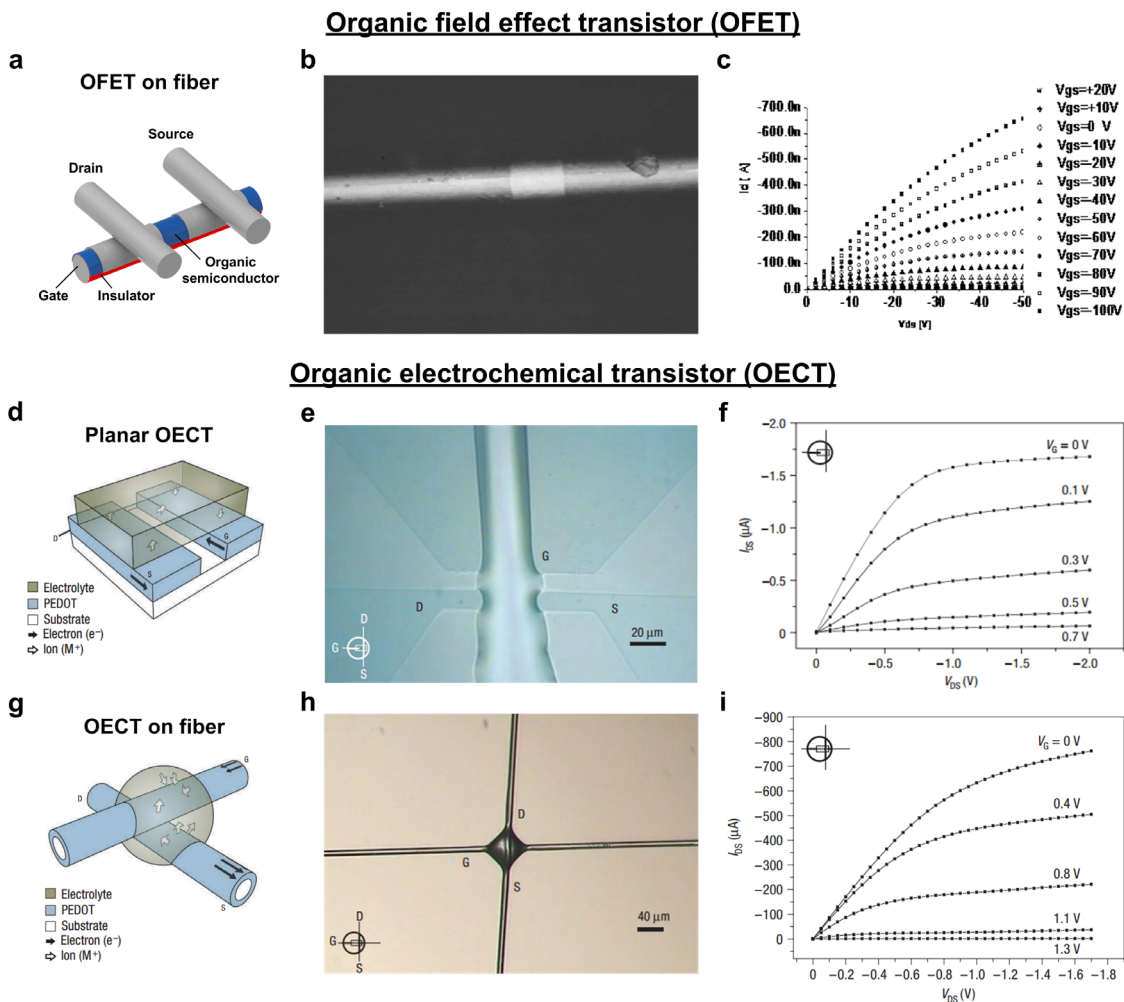 Organic field effect transistor (OFET)
a
OFET on fiber
Source
Drain
Organic
semiconductor
Gate
Insulator
b
c
-700.0n
-600.0n
-500.0n
-400.0n
-300.0n
-200.0n
-100.0n
0.0
Id [ A]
0
-10
-20
-30
-40
-50
Vds [V]
Vgs=+20V
Vgs=+10V
Vgs=0 V
Vgs=-10V
Vgs=-20V
Vgs=-30V
Vgs=-40V
Vgs=-50V
Vgs=-60V
Vgs=-70V
Vgs=-80V
Vgs=-90V
Vgs=-100V
Organic electrochemical transistor (OECT)
d
Planar OECT
D
G
S
Electrolyte
PEDOT
Substrate
Electron (e⁻)
Ion (M⁺)
e
G
D
S
D
G
S
20 µm
f
-2.0
-1.5
-1.0
-0.5
0
I_DS (µA)
V_G = 0 V
0.1 V
0.3 V
0.5 V
0.7 V
0
-0.5
-1.0
-1.5
-2.0
V_DS (V)
g
OECT on fiber
G
D
S
Electrolyte
PEDOT
Substrate
Electron (e⁻)
Ion (M⁺)
h
D
G
S
D
G
S
40 µm
i
-900
-800
-700
-600
-500
-400
-300
-200
-100
0
I_DS (µA)
V_G = 0 V
0.4 V
0.8 V
1.1 V
1.3 V
0
-0.2
-0.4
-0.6
-0.8
-1.0
-1.2
-1.4
-1.6
-1.8
V_DS (V)